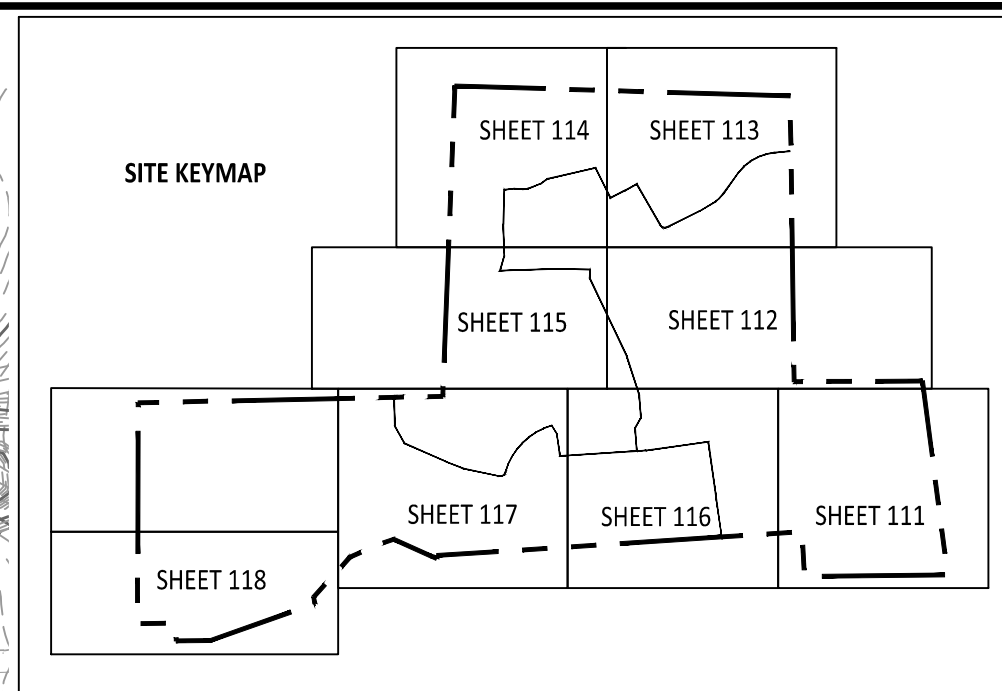 SHEET 114
SHEET 113
SITE KEYMAP
SHEET 115
SHEET 112
SHEET 117
SHEET 116
SHEET 111
SHEET 118